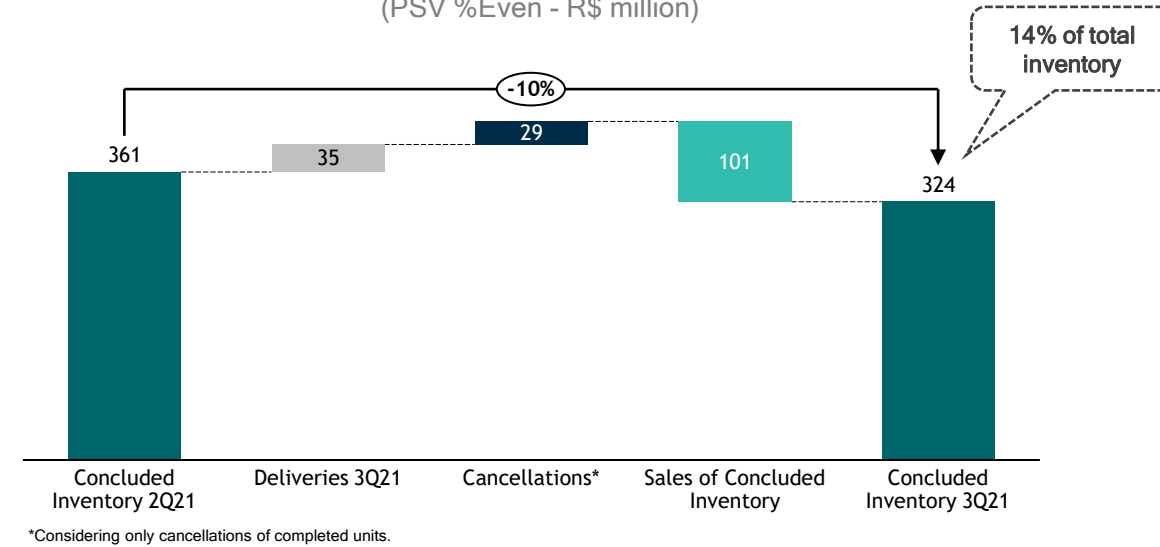 (PSV %Even - R$ million)
14% of total
inventory
-10%
29
361
35
101
324
Concluded
Inventory 2Q21
Deliveries 3Q21
Cancellations*
Sales of Concluded
Inventory
Concluded
Inventory 3Q21
*Considering only cancellations of completed units.